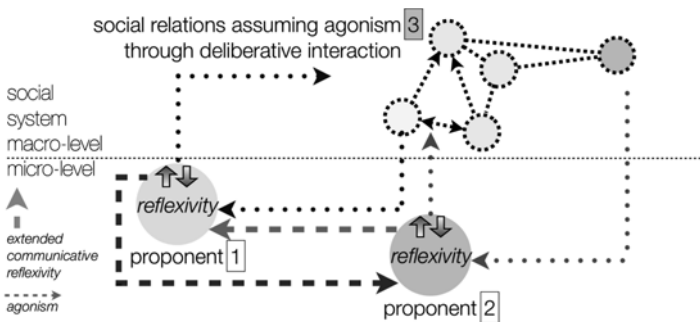 social relations assuming agonism 3
through deliberative interaction
social
system
macro-level
micro-level
reflexivity
proponent 1
extended
communicative
reflexivity
agonism
reflexivity
proponent 2